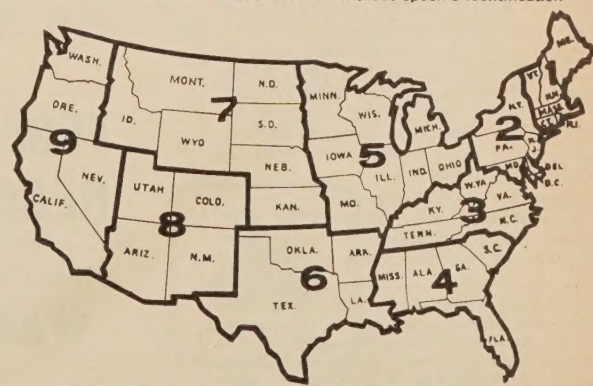 WASH.
MONT.
N.D.
MINN.
ME.
VT.
1
N.H.
MASS.
R.I.
ORE.
ID.
7
WYO
S.D.
WIS.
MICH.
N.Y.
2
PA.
N.J.
9
NEV.
CALIF.
UTAH
COLO.
8
NEB.
KAN.
IOWA
5
ILL.
IND.
OHIO
MO.
W.VA
MD.
DEL
D.C.
VA.
KY.
3
N.C.
TENN.
ARIZ.
N.M.
OKLA.
6
TEX.
ARK.
LA.
MISS.
ALA.
4
GA.
S.C.
FLA.